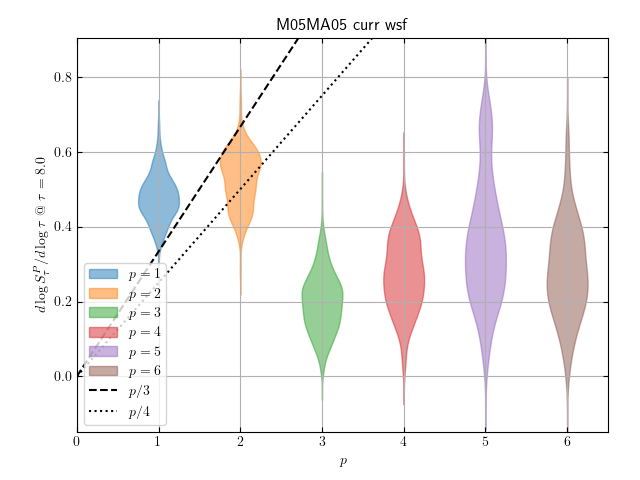 M05MA05 curr wsf
d log S_τ^P / d log τ @ τ = 8.0
0.8
0.6
0.4
0.2
0.0
p = 1
p = 2
p = 3
p = 4
p = 5
p = 6
p/3
p/4
0 1 2 3 4 5 6
p